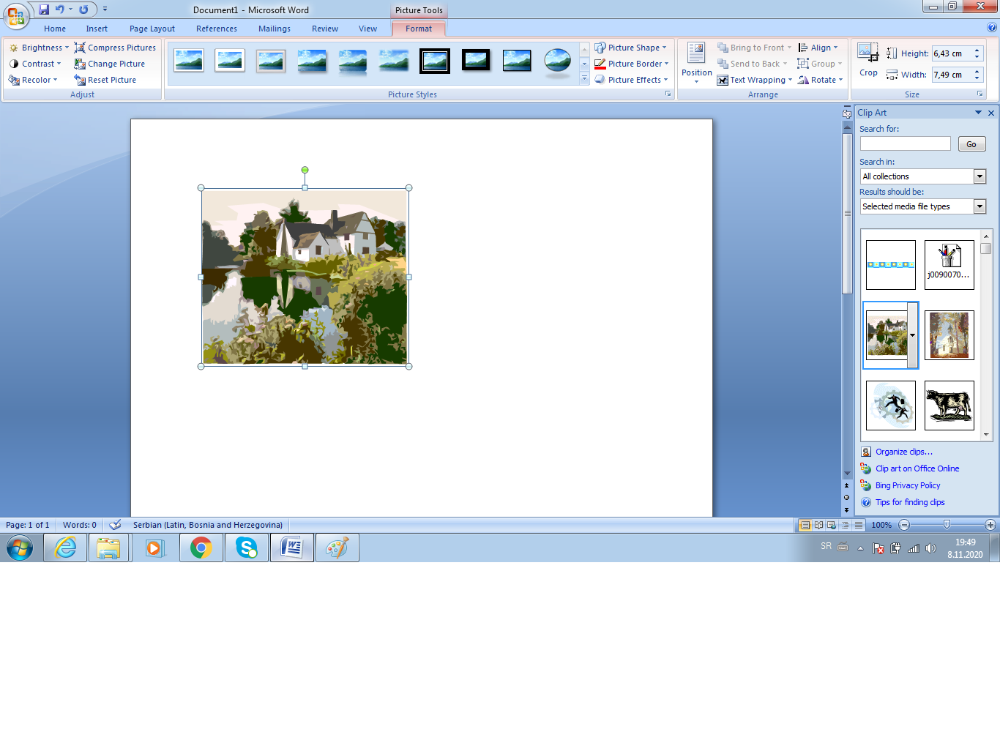 Document1 - Microsoft Word
Picture Tools
Home Insert Page Layout References Mailings Review View Format
Brightness
Contrast
Recolor
Compress Pictures
Change Picture
Reset Picture
Adjust
Picture Styles
Picture Shape
Picture Border
Picture Effects
Position
Bring to Front
Send to Back
Text Wrapping
Align
Group
Rotate
Arrange
Crop
Height: 6,43 cm
Width: 7,49 cm
Size
Clip Art
Search for:
Go
Search in:
All collections
Results should be:
Selected media file types
j0090070...
Organize clips...
Clip art on Office Online
Bing Privacy Policy
Tips for finding clips
Page: 1 of 1 Words: 0 Serbian (Latin, Bosnia and Herzegovina) 100%
SR
19:49
8.11.2020